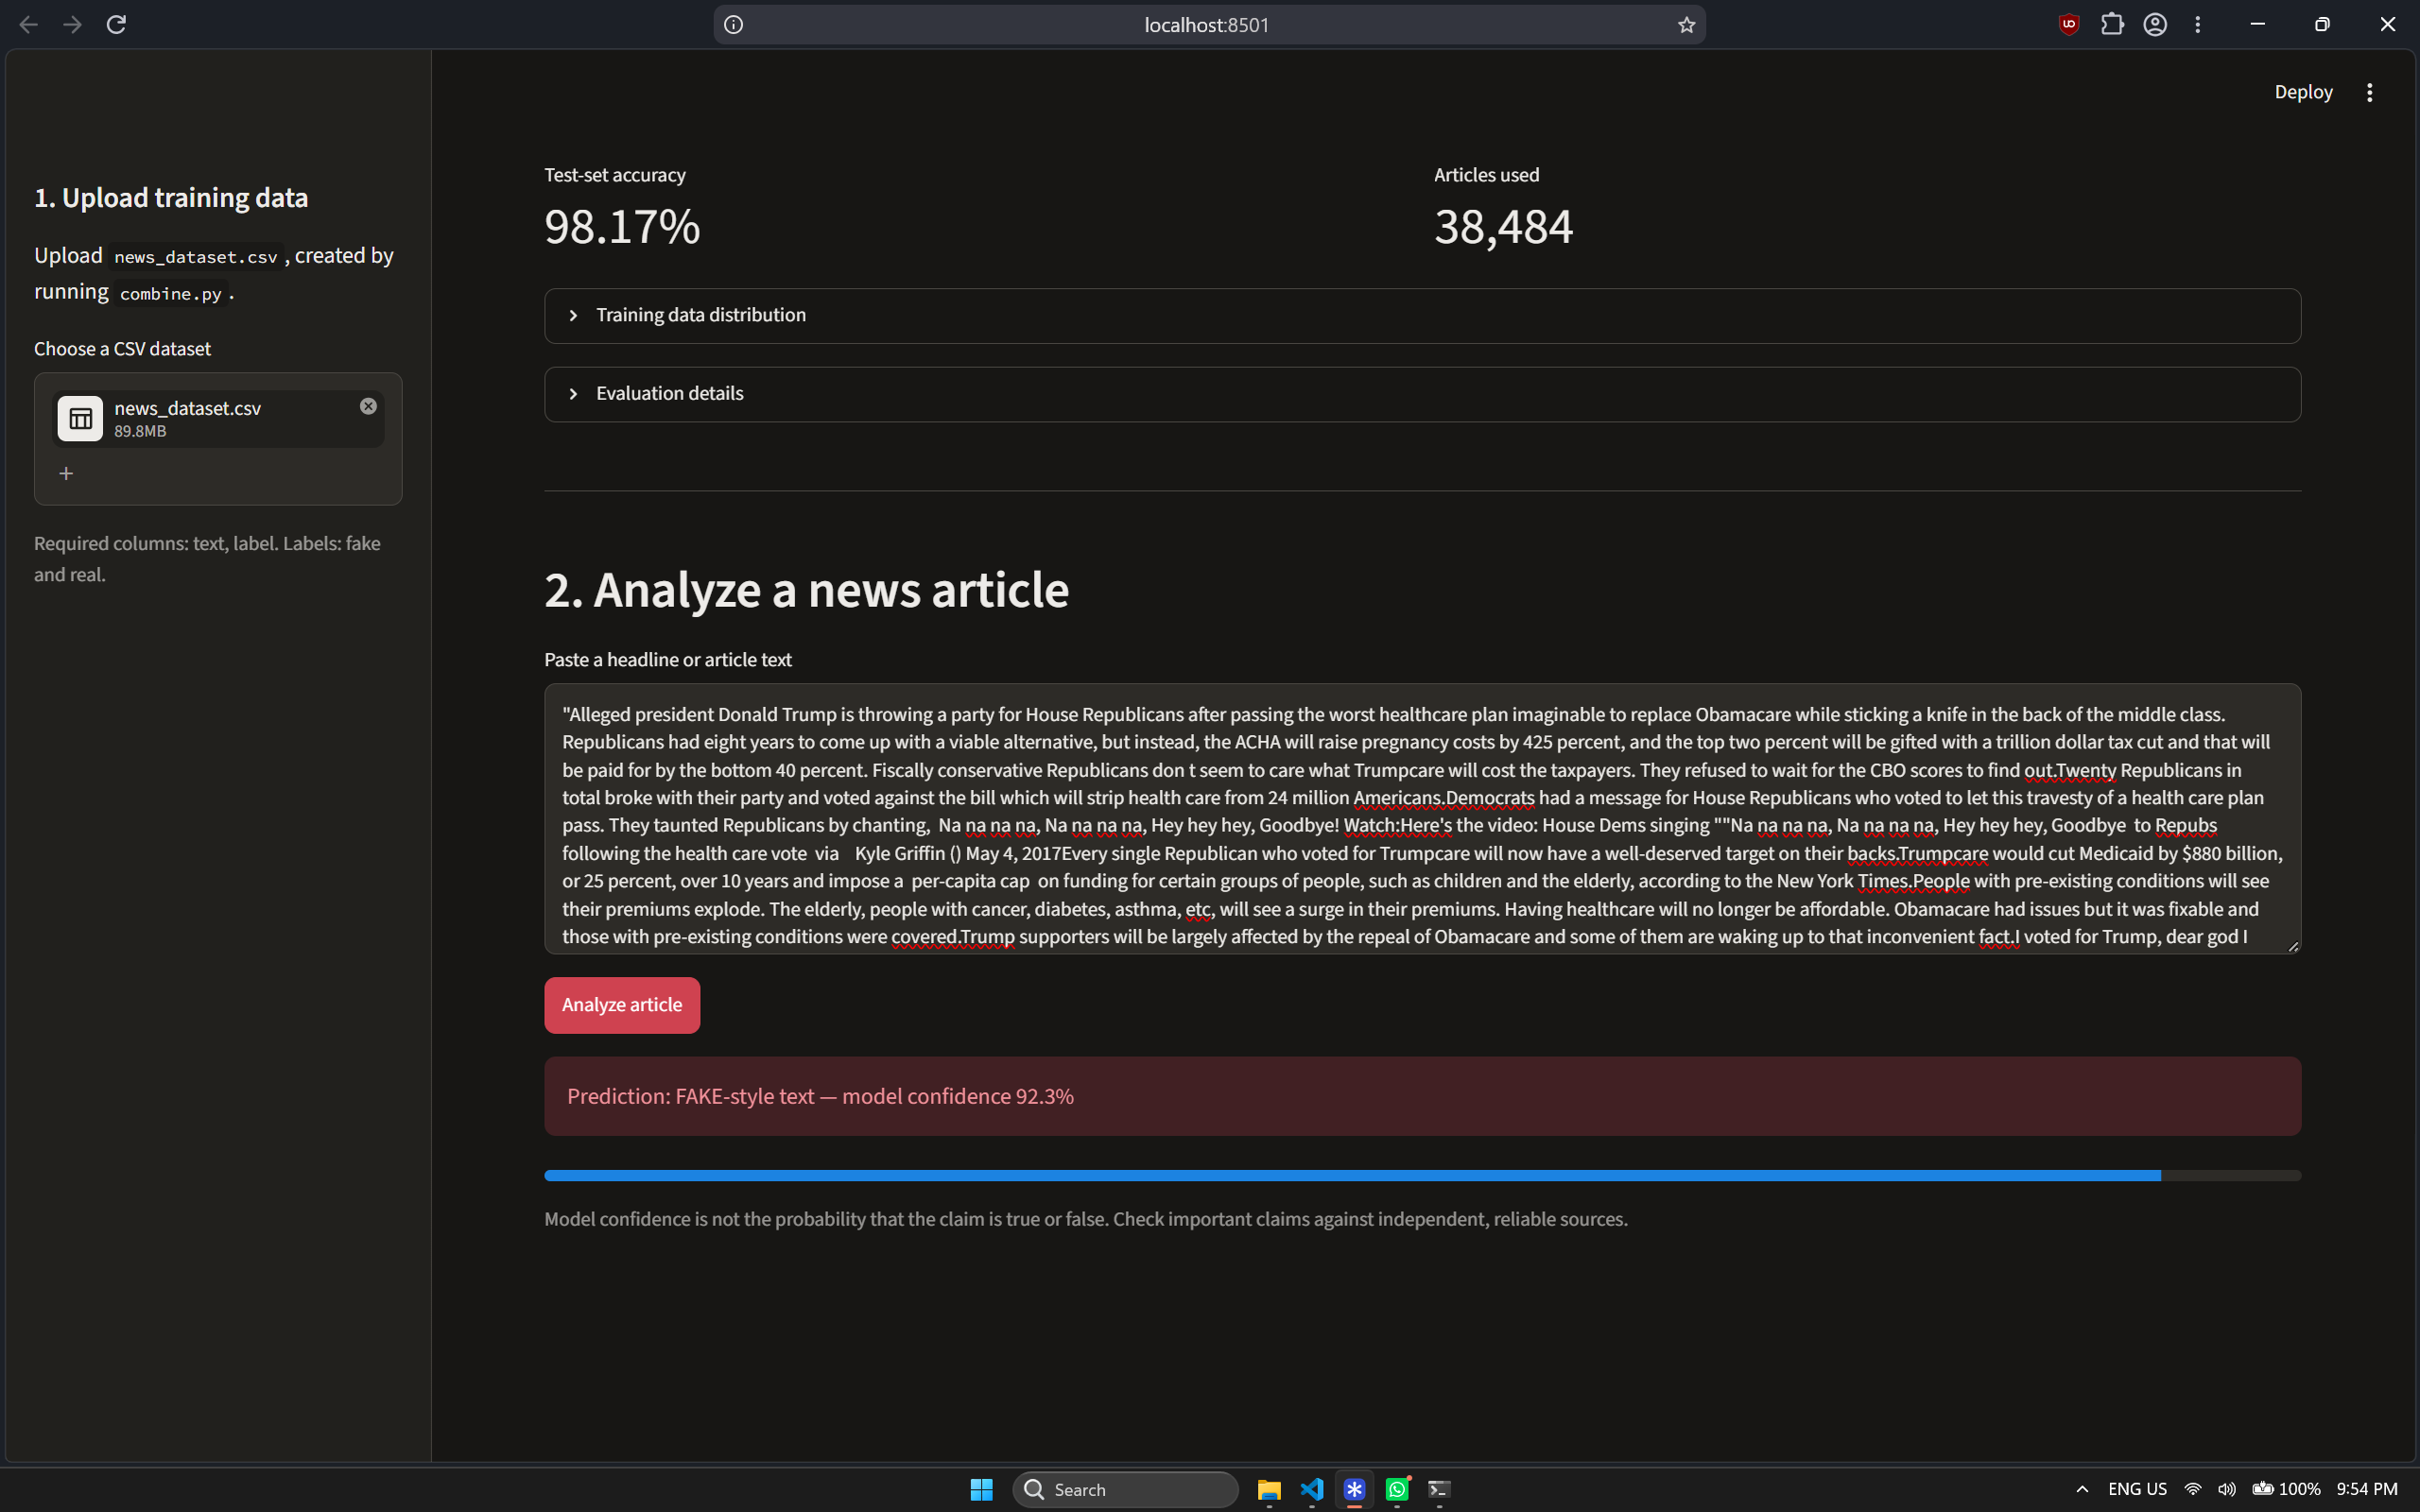 localhost:8501
Deploy
1. Upload training data
Upload news_dataset.csv, created by
running combine.py.
Choose a CSV dataset
news_dataset.csv
89.8MB
Required columns: text, label. Labels: fake
and real.
Test-set accuracy
98.17%
Articles used
38,484
Training data distribution
Evaluation details
2. Analyze a news article
Paste a headline or article text
"Alleged president Donald Trump is throwing a party for House Republicans after passing the worst healthcare plan imaginable to replace Obamacare while sticking a knife in the back of the middle class.
Republicans had eight years to come up with a viable alternative, but instead, the ACHA will raise pregnancy costs by 425 percent, and the top two percent will be gifted with a trillion dollar tax cut and that will
be paid for by the bottom 40 percent. Fiscally conservative Republicans don t seem to care what Trumpcare will cost the taxpayers. They refused to wait for the CBO scores to find out.Twenty Republicans in
total broke with their party and voted against the bill which will strip health care from 24 million Americans.Democrats had a message for House Republicans who voted to let this travesty of a health care plan
pass. They taunted Republicans by chanting,  Na na na na, Na na na na, Hey hey hey, Goodbye! Watch:Here's the video: House Dems singing ""Na na na na, Na na na na, Hey hey hey, Goodbye  to Repubs
following the health care vote  via    Kyle Griffin () May 4, 2017Every single Republican who voted for Trumpcare will now have a well-deserved target on their backs.Trumpcare would cut Medicaid by $880 billion,
or 25 percent, over 10 years and impose a  per-capita cap  on funding for certain groups of people, such as children and the elderly, according to the New York Times.People with pre-existing conditions will see
their premiums explode. The elderly, people with cancer, diabetes, asthma, etc, will see a surge in their premiums. Having healthcare will no longer be affordable. Obamacare had issues but it was fixable and
those with pre-existing conditions were covered.Trump supporters will be largely affected by the repeal of Obamacare and some of them are waking up to that inconvenient fact.I voted for Trump, dear god I
Analyze article
Prediction: FAKE-style text — model confidence 92.3%
Model confidence is not the probability that the claim is true or false. Check important claims against independent, reliable sources.
Search
ENG US
100%
9:54 PM